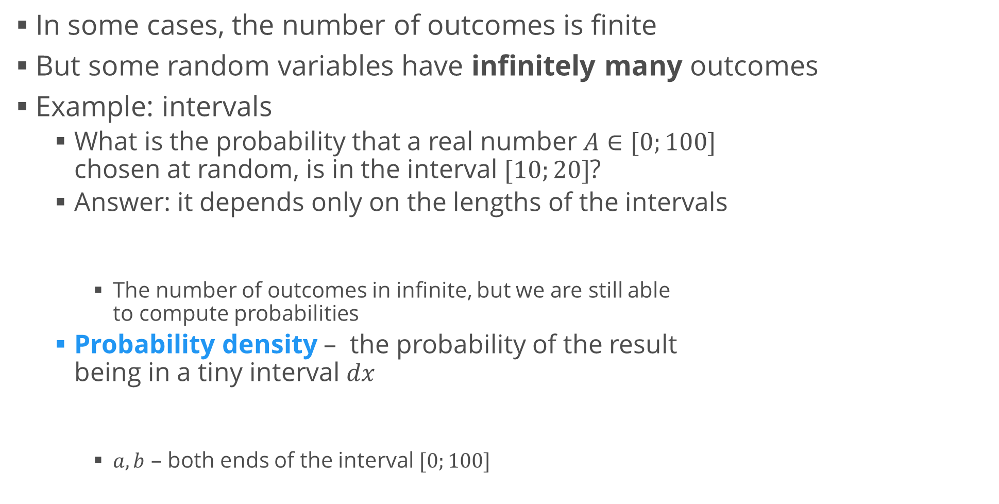 ▪ In some cases, the number of outcomes is finite
▪ But some random variables have infinitely many outcomes
▪ Example: intervals
▪ What is the probability that a real number A ∈ [0; 100]
chosen at random, is in the interval [10; 20]?
▪ Answer: it depends only on the lengths of the intervals
▪ The number of outcomes in infinite, but we are still able
to compute probabilities
▪ Probability density – the probability of the result
being in a tiny interval dx
▪ a, b – both ends of the interval [0; 100]